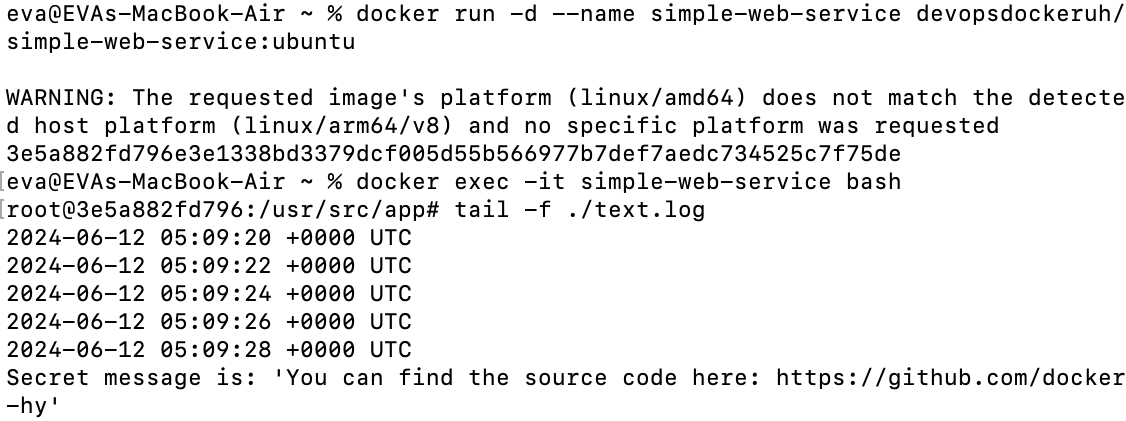 eva@EVAs-MacBook-Air ~ % docker run -d --name simple-web-service devopsdockeruh/
simple-web-service:ubuntu
WARNING: The requested image's platform (linux/amd64) does not match the detecte
d host platform (linux/arm64/v8) and no specific platform was requested
3e5a882fd796e3e1338bd3379dcf005d55b566977b7def7aedc734525c7f75de
[eva@EVAs-MacBook-Air ~ % docker exec -it simple-web-service bash
[root@3e5a882fd796:/usr/src/app# tail -f ./text.log
2024-06-12 05:09:20 +0000 UTC
2024-06-12 05:09:22 +0000 UTC
2024-06-12 05:09:24 +0000 UTC
2024-06-12 05:09:26 +0000 UTC
2024-06-12 05:09:28 +0000 UTC
Secret message is: 'You can find the source code here: https://github.com/docker
-hy'